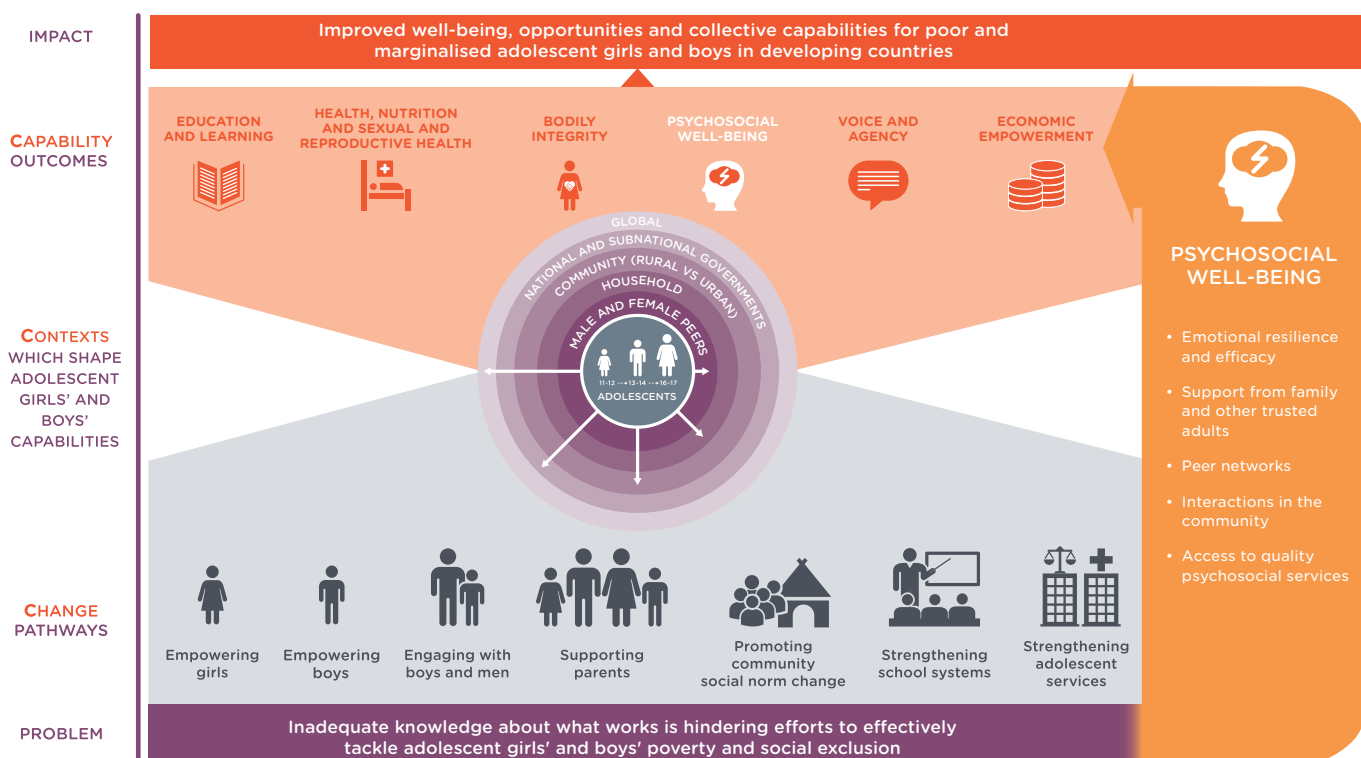 IMPACT
Improved well-being, opportunities and collective capabilities for poor and
marginalised adolescent girls and boys in developing countries
CAPABILITY
OUTCOMES
EDUCATION
AND LEARNING
HEALTH, NUTRITION
AND SEXUAL AND
REPRODUCTIVE HEALTH
BODILY
INTEGRITY
PSYCHOSOCIAL
WELL-BEING
VOICE AND
AGENCY
ECONOMIC
EMPOWERMENT
CONTEXTS
WHICH SHAPE
ADOLESCENT
GIRLS’ AND
BOYS’
CAPABILITIES
GLOBAL
NATIONAL AND SUBNATIONAL GOVERNMENTS
COMMUNITY (RURAL VS URBAN)
HOUSEHOLD
MALE AND FEMALE PEERS
11-12 --→ 13-14 --→ 16-17
ADOLESCENTS
CHANGE
PATHWAYS
Empowering
girls
Empowering
boys
Engaging with
boys and men
Supporting
parents
Promoting
community
social norm change
Strengthening
school systems
Strengthening
adolescent
services
PROBLEM
Inadequate knowledge about what works is hindering efforts to effectively
tackle adolescent girls' and boys' poverty and social exclusion
PSYCHOSOCIAL
WELL-BEING
• Emotional resilience
and efficacy
• Support from family
and other trusted
adults
• Peer networks
• Interactions in the
community
• Access to quality
psychosocial services